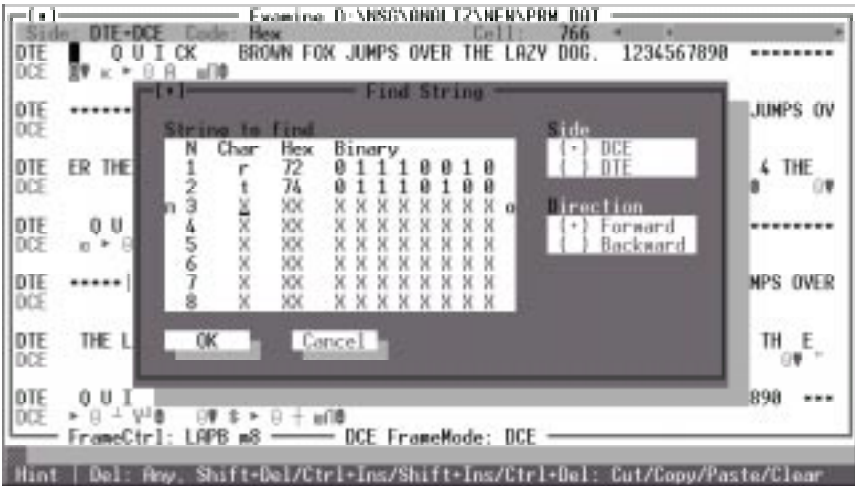 Examine D:\NSG\ANALIZ\NEW\PRM.DAT
Side: DTE+DCE Code: Hex Cell: 766
DTE Q U I CK BROWN FOX JUMPS OVER THE LAZY DOG. 1234567890
DCE
Find String
DTE JUMPS OV
DCE
String to find Side
N Char Hex Binary (•) DCE
1 r 72 0 1 1 1 0 0 1 0 ( ) DTE
DTE ER THE 4 THE
2 t 74 0 1 1 1 0 1 0 0
DCE
3 X XX X X X X X X X X Direction
DTE Q U
4 X XX X X X X X X X X (•) Forward
DCE
5 X XX X X X X X X X X ( ) Backward
6 X XX X X X X X X X X
DTE MPS OVER
7 X XX X X X X X X X X
DCE
8 X XX X X X X X X X X
DTE THE L TH E
OK Cancel
DCE
DTE Q U I 890
DCE
FrameCtrl: LAPB m8 DCE FrameMode: DCE
Hint | Del: Any, Shift+Del/Ctrl+Ins/Shift+Ins/Ctrl+Del: Cut/Copy/Paste/Clear